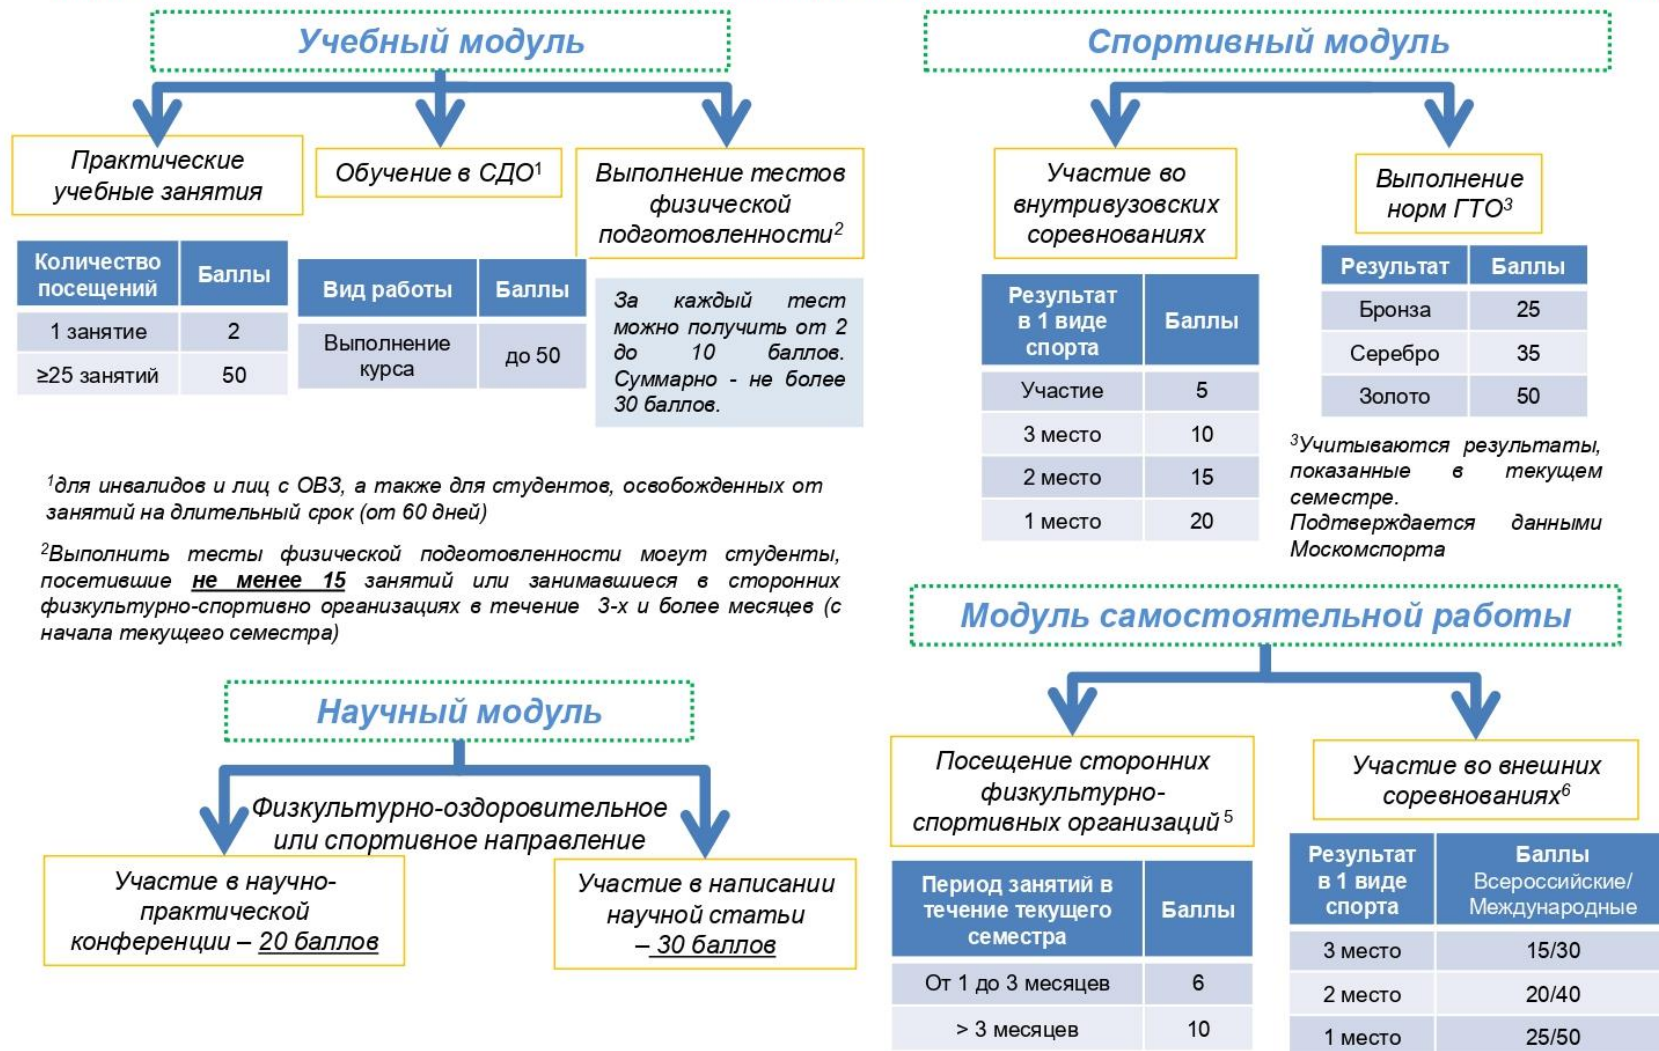 Учебный модуль
Практические
учебные занятия
Обучение в СДО¹
Выполнение тестов
физической
подготовленности²
Количество посещений | Баллы
1 занятие | 2
≥25 занятий | 50
Вид работы | Баллы
Выполнение курса | до 50
За каждый тест
можно получить от 2
до 10 баллов.
Суммарно - не более
30 баллов.
¹для инвалидов и лиц с ОВЗ, а также для студентов, освобожденных от
занятий на длительный срок (от 60 дней)
²Выполнить тесты физической подготовленности могут студенты,
посетившие не менее 15 занятий или занимавшиеся в сторонних
физкультурно-спортивно организациях в течение 3-х и более месяцев (с
начала текущего семестра)
Спортивный модуль
Участие во
внутривузовских
соревнованиях
Результат в 1 виде спорта | Баллы
Участие | 5
3 место | 10
2 место | 15
1 место | 20
Выполнение
норм ГТО³
Результат | Баллы
Бронза | 25
Серебро | 35
Золото | 50
³Учитываются результаты,
показанные в текущем
семестре.
Подтверждается данными
Москомспорта
Научный модуль
Физкультурно-оздоровительное
или спортивное направление
Участие в научно-
практической
конференции – 20 баллов
Участие в написании
научной статьи
– 30 баллов
Модуль самостоятельной работы
Посещение сторонних
физкультурно-
спортивных организаций ⁵
Период занятий в течение текущего семестра | Баллы
От 1 до 3 месяцев | 6
> 3 месяцев | 10
Участие во внешних
соревнованиях⁶
Результат в 1 виде спорта | Баллы Всероссийские/ Международные
3 место | 15/30
2 место | 20/40
1 место | 25/50